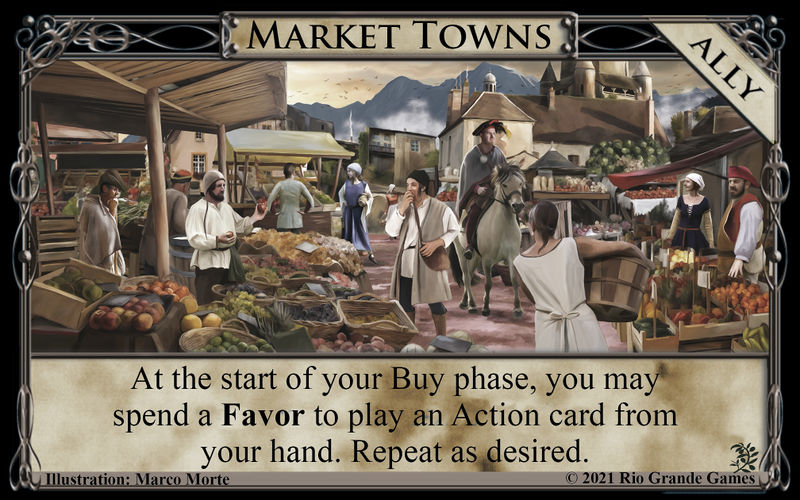 Market Towns
ALLY
At the start of your Buy phase, you may
spend a Favor to play an Action card from
your hand. Repeat as desired.
Illustration: Marco Morte
© 2021 Rio Grande Games